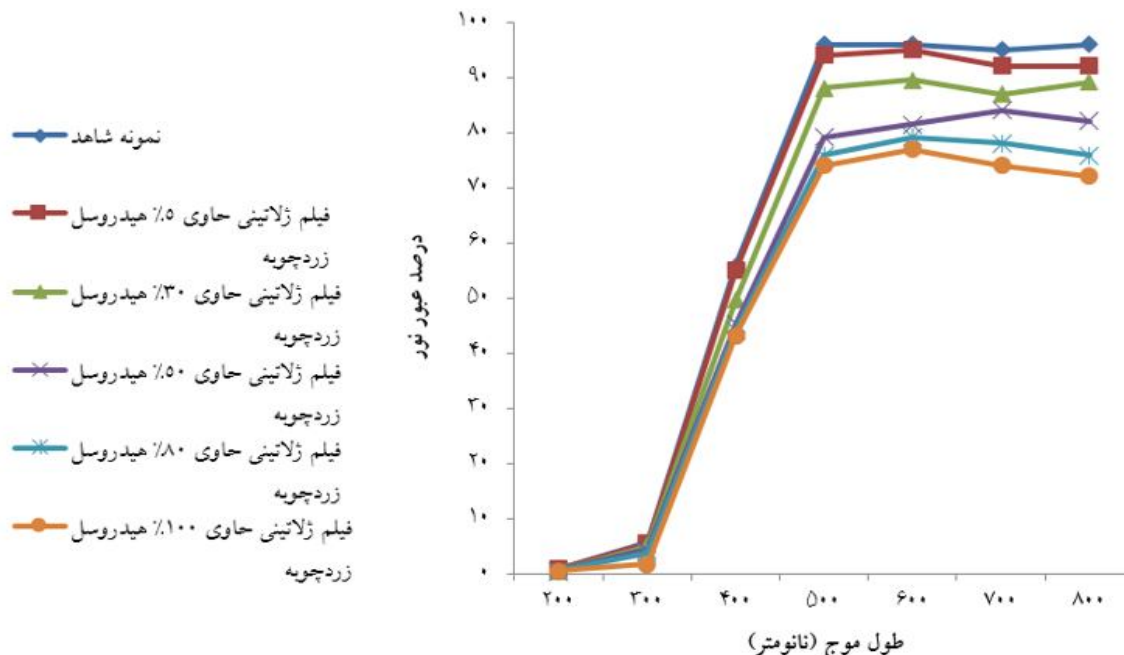 نمونه شاهد
فیلم ژلاتینی حاوی ۵٪ هیدروسل
زردچوبه
فیلم ژلاتینی حاوی ۳۰٪ هیدروسل
زردچوبه
فیلم ژلاتینی حاوی ۵۰٪ هیدروسل
زردچوبه
فیلم ژلاتینی حاوی ۸۰٪ هیدروسل
زردچوبه
فیلم ژلاتینی حاوی ۱۰۰٪ هیدروسل
زردچوبه
درصد عبور نور
۱۰۰
۹۰
۸۰
۷۰
۶۰
۵۰
۴۰
۳۰
۲۰
۱۰
۰
۲۰۰ ۳۰۰ ۴۰۰ ۵۰۰ ۶۰۰ ۷۰۰ ۸۰۰
طول موج (نانومتر)